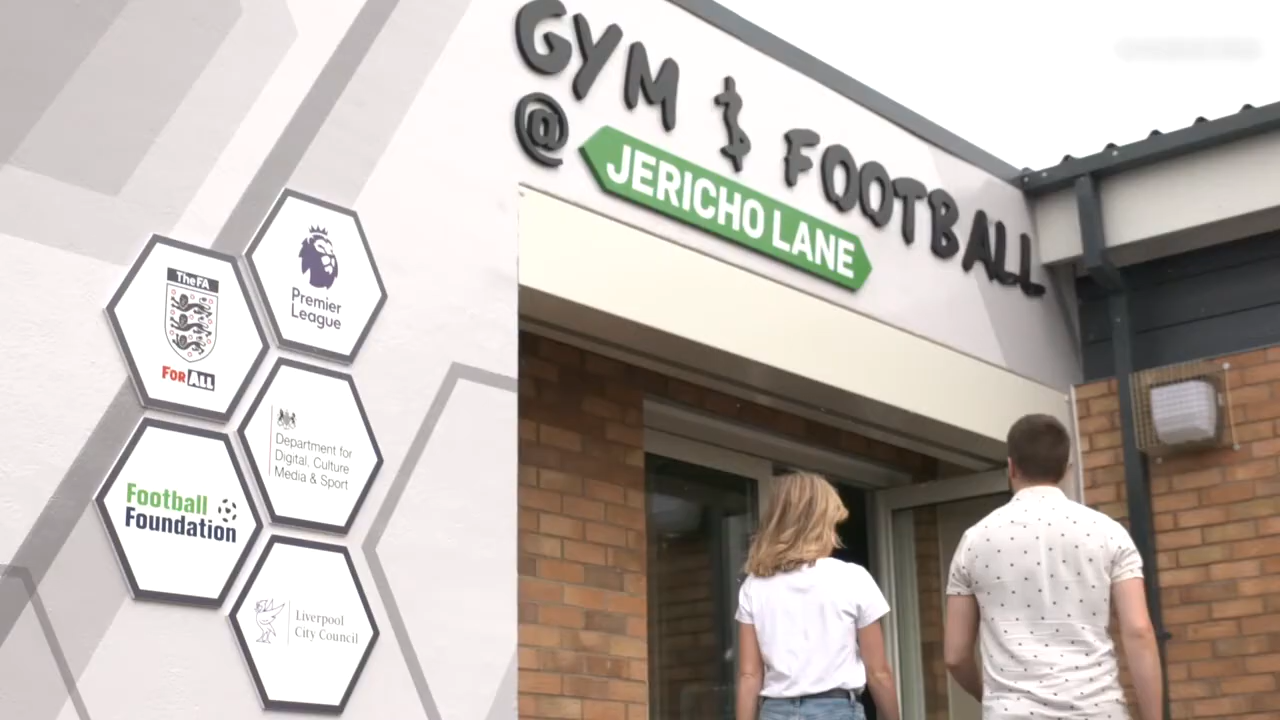 GYM & FOOTBALL
@ JERICHO LANE
Premier
League
TheFA
FOR ALL
Department for
Digital, Culture
Media & Sport
Football
Foundation
Liverpool
City Council